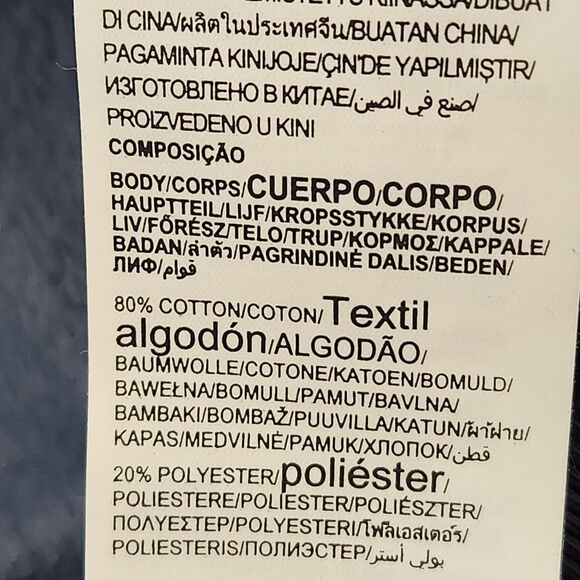 DI CINA/ผลิตในประเทศจีน/BUATAN CHINA/
PAGAMINTA KINIJOJE/ÇIN'DE YAPILMIŞTIR/
ИЗГОТОВЛЕНО В КИТАЕ/صنع في الصين/
PROIZVEDENO U KINI
COMPOSIÇÃO
BODY/CORPS/CUERPO/CORPO/
HAUPTTEIL/LIJF/KROPSSTYKKE/KORPUS/
LIV/FŐRÉSZ/TELO/TRUP/ΚΟΡΜΟΣ/KAPPALE/
BADAN/ลำตัว/PAGRINDINĖ DALIS/BEDEN/
ЛИФ/قوام/
80% COTTON/COTON/Textil
algodón/ALGODÃO/
BAUMWOLLE/COTONE/KATOEN/BOMULD/
BAWEŁNA/BOMULL/PAMUT/BAVLNA/
BAMBAKI/BOMBAŽ/PUUVILLA/KATUN/ผ้าฝ้าย/
KAPAS/MEDVILNĖ/PAMUK/ХЛОПОК/قطن/
20% POLYESTER/poliéster/
POLIESTERE/POLIESTER/POLIÉSZTER/
ΠΟΛΥΕΣΤΕΡ/POLYESTERI/โพลีเอสเตอร์/
POLIESTERIS/ПОЛИЭСТЕР/بولي أستر/